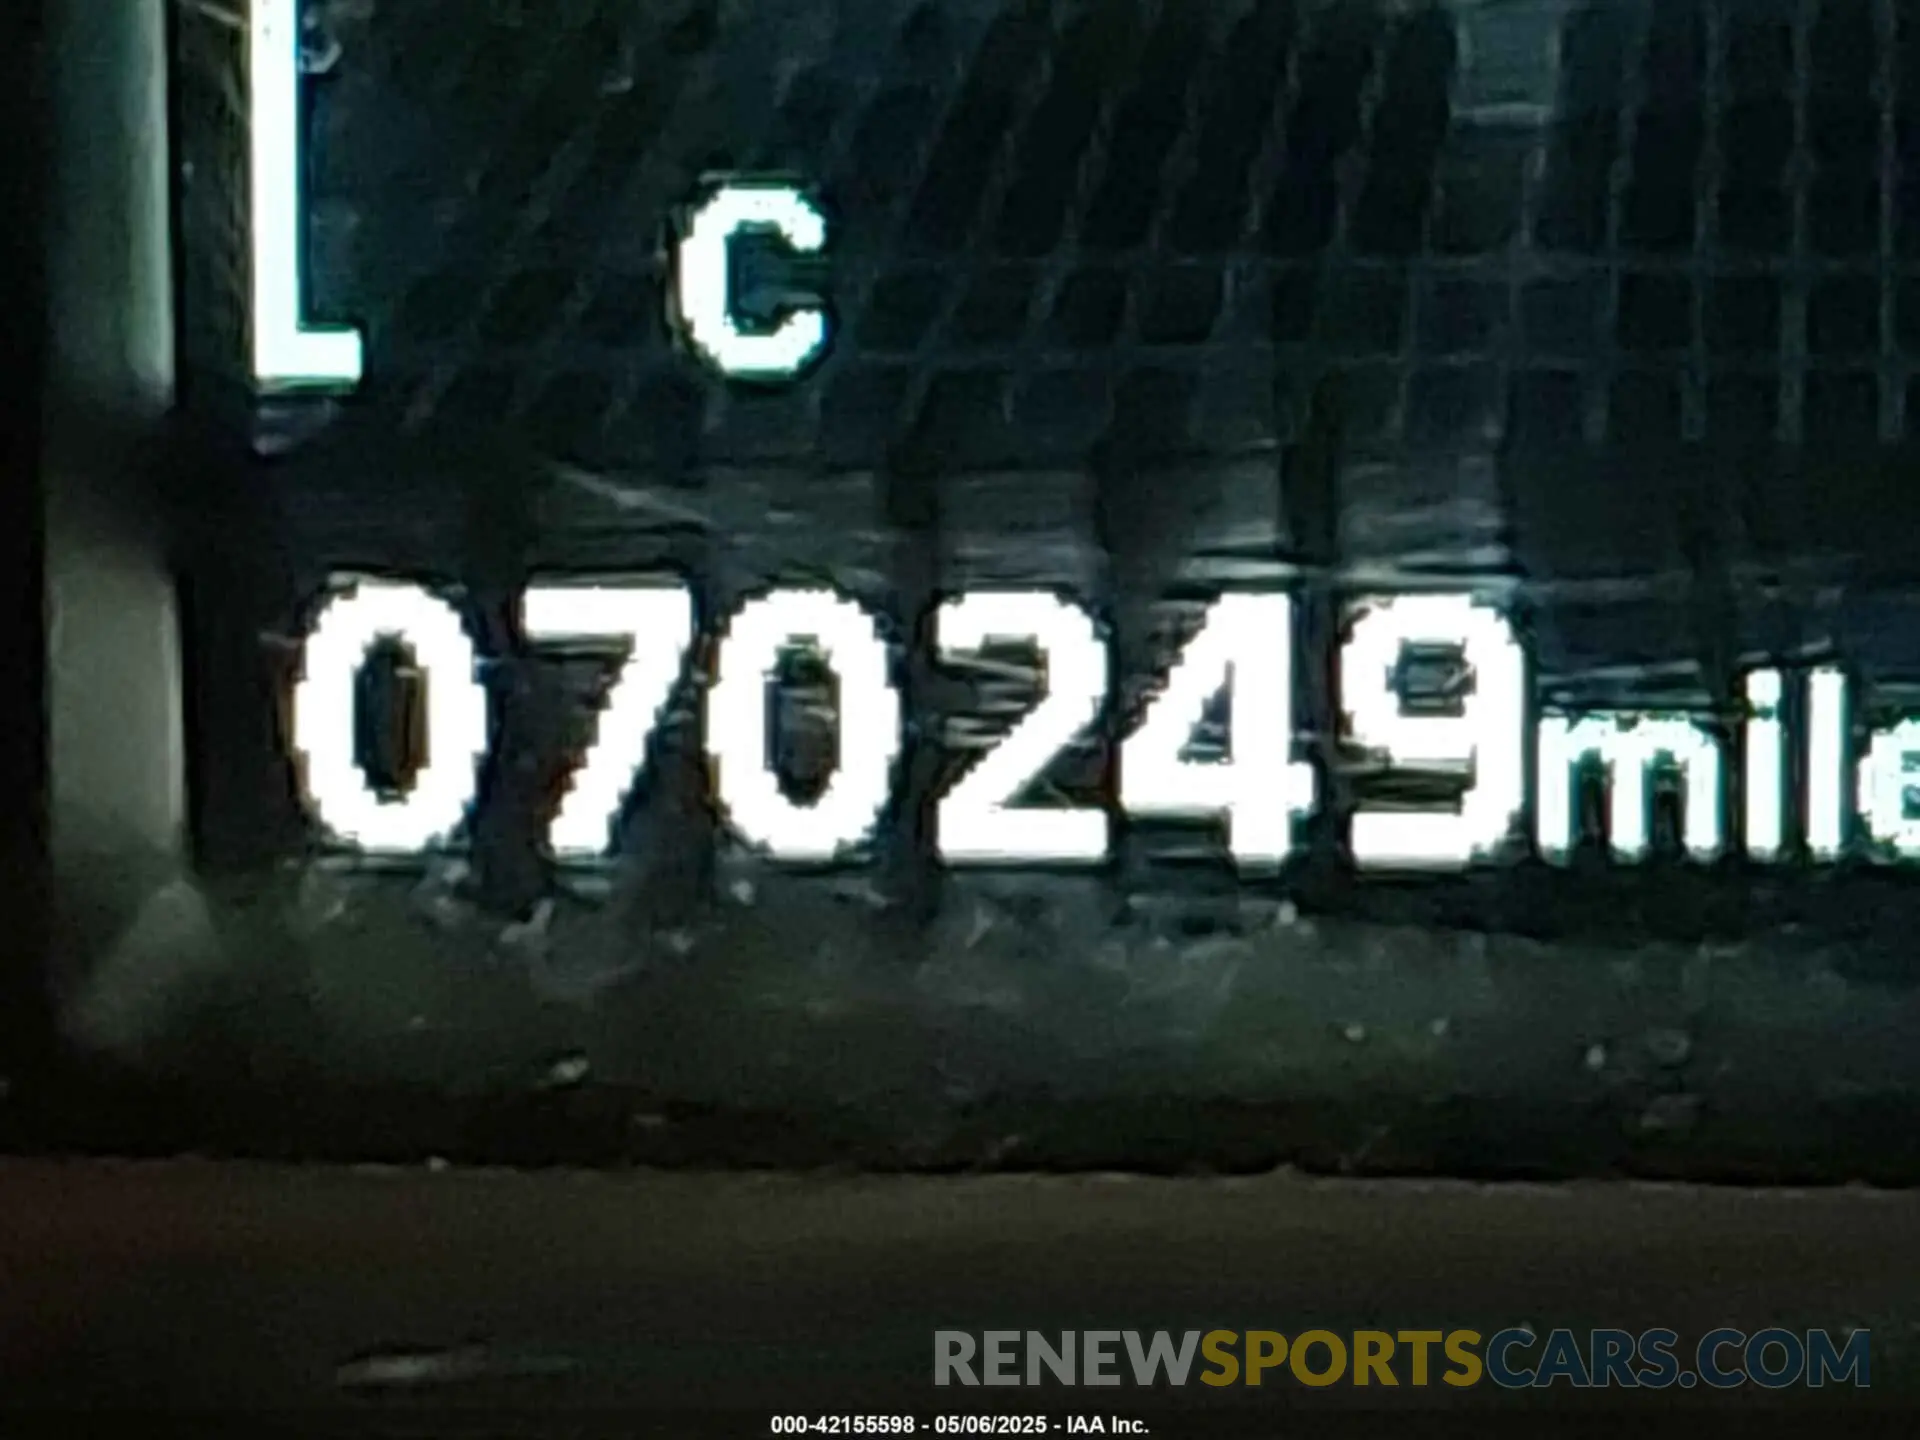 C
070249mile
RENEWSPORTSCARS.COM
000-42155598 - 05/06/2025 - IAA Inc.